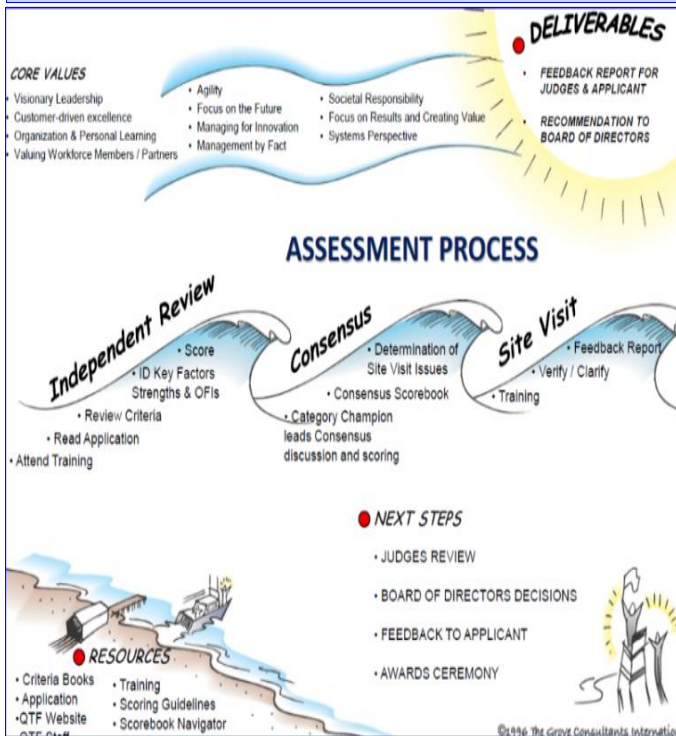 DELIVERABLES
• FEEDBACK REPORT FOR
JUDGES & APPLICANT
• RECOMMENDATION TO
BOARD OF DIRECTORS
CORE VALUES
• Visionary Leadership
• Customer-driven excellence
• Organization & Personal Learning
• Valuing Workforce Members / Partners
• Agility
• Focus on the Future
• Managing for Innovation
• Management by Fact
• Societal Responsibility
• Focus on Results and Creating Value
• Systems Perspective
ASSESSMENT PROCESS
Independent Review
• Score
• ID Key Factors
Strengths & OFIs
• Review Criteria
• Read Application
• Attend Training
Consensus
• Determination of
Site Visit Issues
• Consensus Scorebook
• Category Champion
leads Consensus
discussion and scoring
Site Visit
• Feedback Report
• Verify / Clarify
• Training
NEXT STEPS
• JUDGES REVIEW
• BOARD OF DIRECTORS DECISIONS
• FEEDBACK TO APPLICANT
• AWARDS CEREMONY
RESOURCES
• Criteria Books
• Application
•QTF Website
•QTF Staff
• Training
• Scoring Guidelines
• Scorebook Navigator
©1996 The Grove Consultants Internation